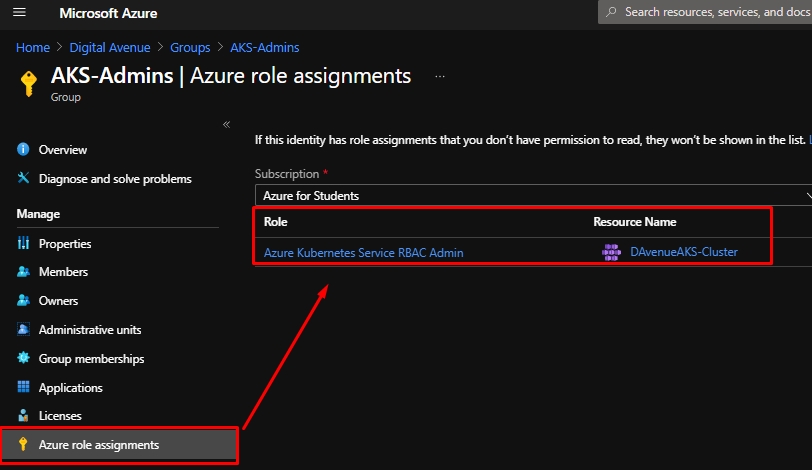 Microsoft Azure
Search resources, services, and docs
Home > Digital Avenue > Groups > AKS-Admins
AKS-Admins | Azure role assignments ...
Group
«
If this identity has role assignments that you don't have permission to read, they won't be shown in the list.
Overview
Diagnose and solve problems
Manage
Properties
Members
Owners
Administrative units
Group memberships
Applications
Licenses
Azure role assignments
Subscription *
Azure for Students
Role Resource Name
Azure Kubernetes Service RBAC Admin DAvenueAKS-Cluster